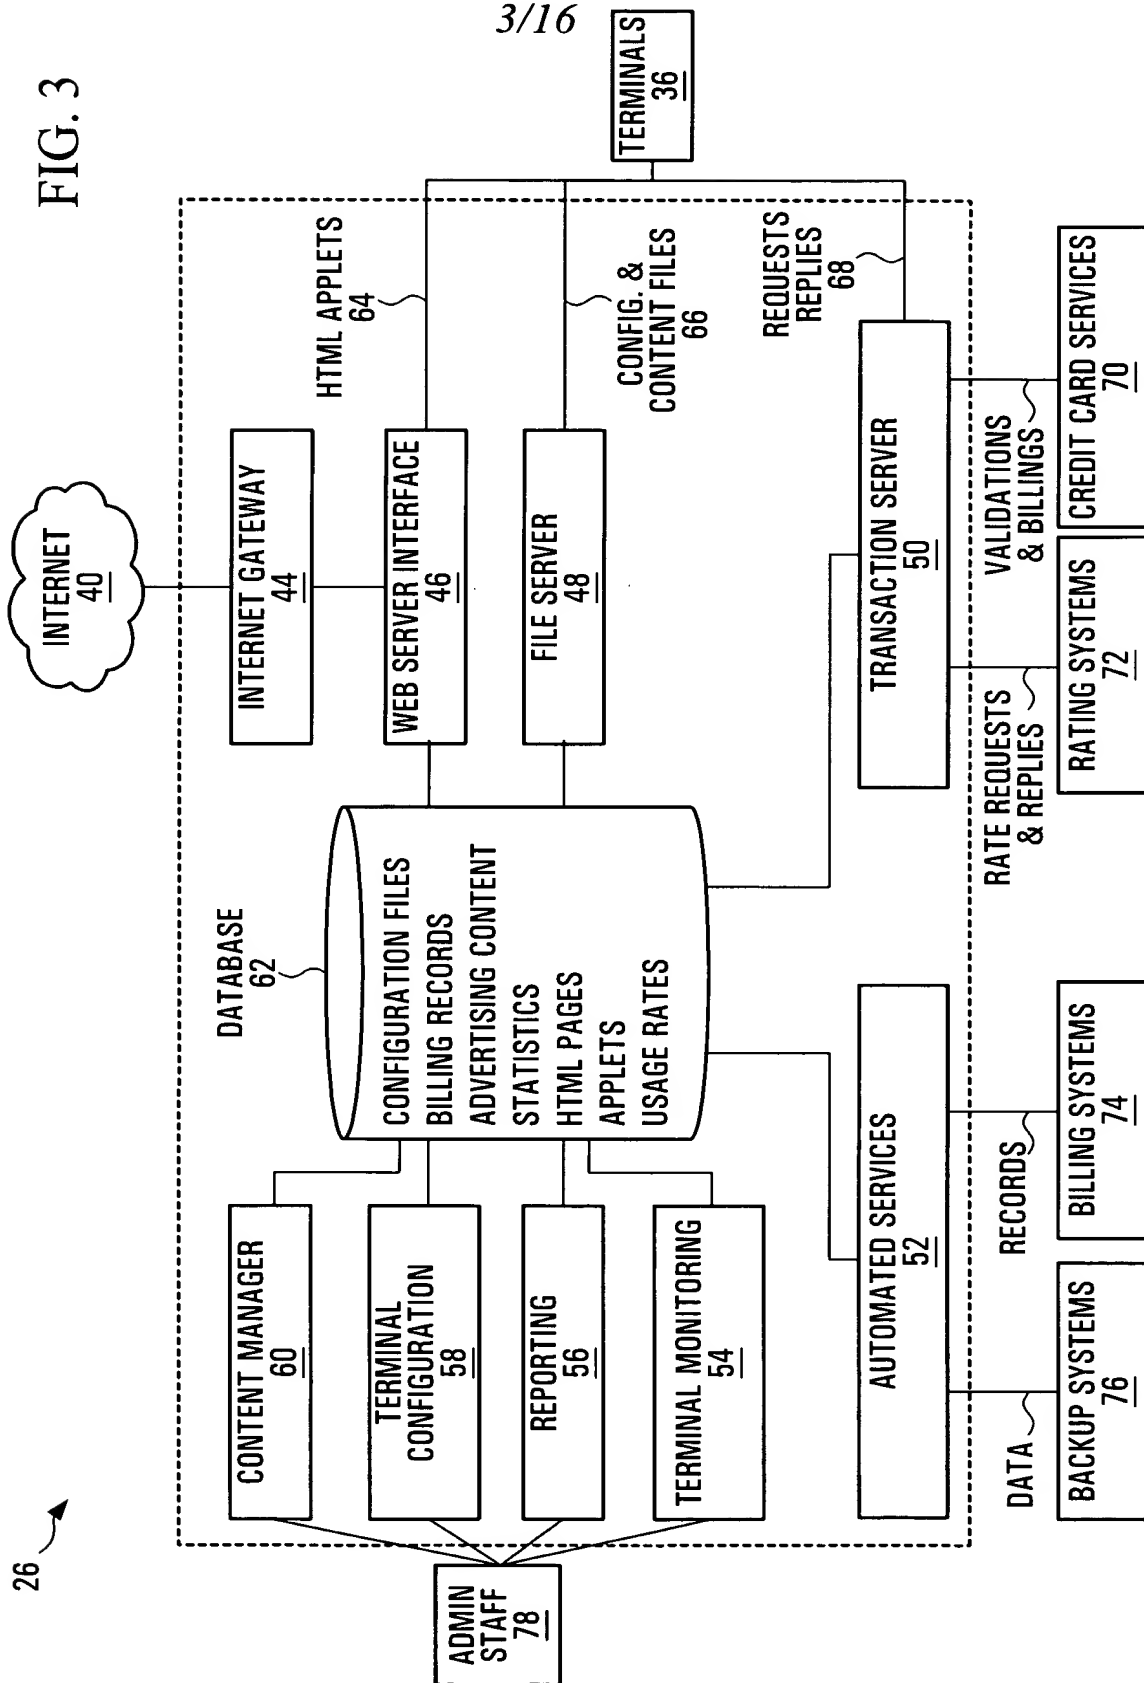 3/16
FIG. 3
26
INTERNET
40
INTERNET GATEWAY
44
WEB SERVER INTERFACE
46
FILE SERVER
48
HTML APPLETS
64
CONFIG. &
CONTENT FILES
66
REQUESTS
REPLIES
68
TERMINALS
36
DATABASE
62
CONFIGURATION FILES
BILLING RECORDS
ADVERTISING CONTENT
STATISTICS
HTML PAGES
APPLETS
USAGE RATES
CONTENT MANAGER
60
TERMINAL
CONFIGURATION
58
REPORTING
56
TERMINAL MONITORING
54
ADMIN
STAFF
78
AUTOMATED SERVICES
52
TRANSACTION SERVER
50
DATA
RECORDS
RATE REQUESTS
& REPLIES
VALIDATIONS
& BILLINGS
BACKUP SYSTEMS
76
BILLING SYSTEMS
74
RATING SYSTEMS
72
CREDIT CARD SERVICES
70